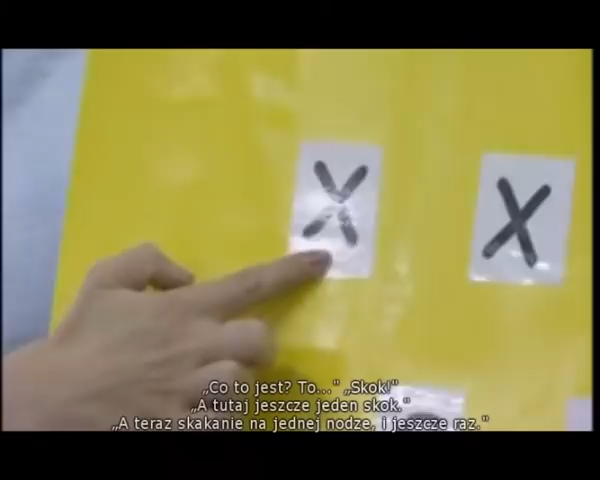 X X
„Co to jest? To..." „Skok!"
„A tutaj jeszcze jeden skok."
„A teraz skakanie na jednej nodze, i jeszcze raz."